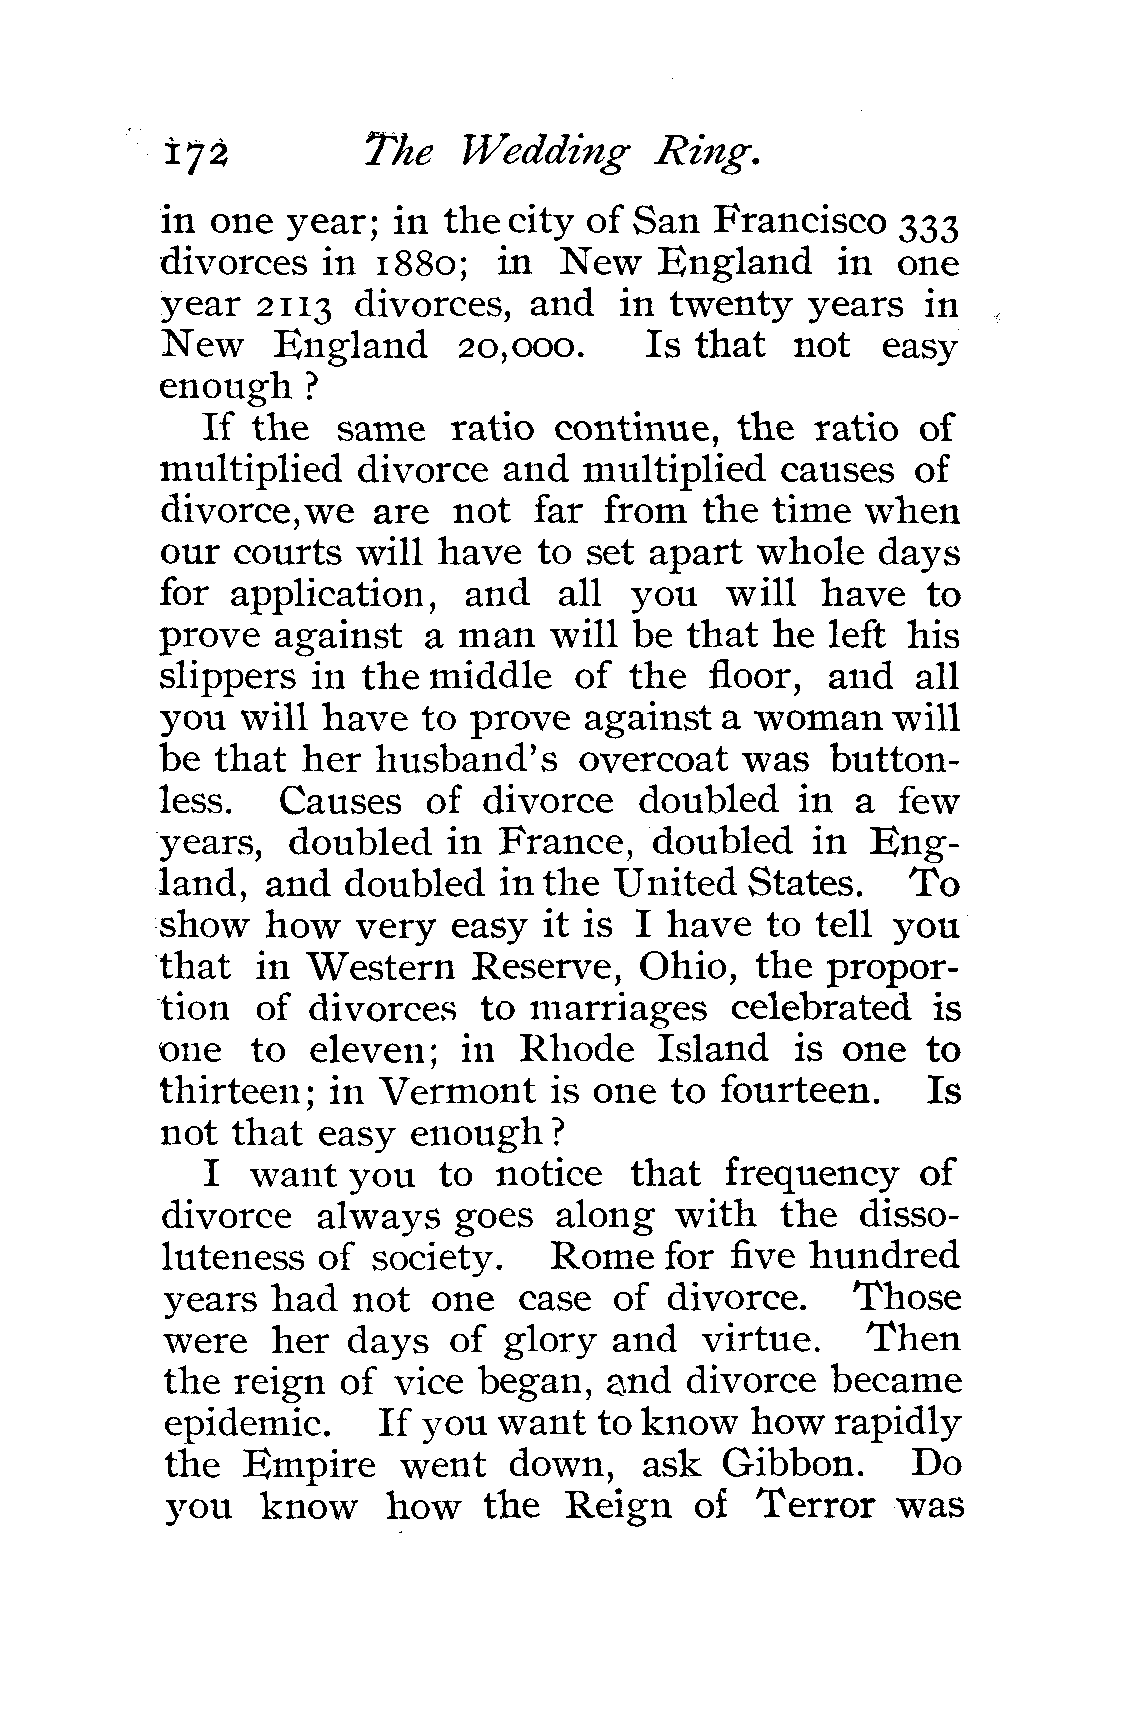 172 The Wedding Ring.
in one year; in the city of San Francisco 333
divorces in 1880; in New England in one
year 2113 divorces, and in twenty years in
New England 20,000. Is that not easy
enough ?
If the same ratio continue, the ratio of
multiplied divorce and multiplied causes of
divorce,we are not far from the time when
our courts will have to set apart whole days
for application, and all you will have to
prove against a man will be that he left his
slippers in the middle of the floor, and all
you will have to prove against a woman will
be that her husband's overcoat was button-
less. Causes of divorce doubled in a few
years, doubled in France, doubled in Eng-
land, and doubled in the United States. To
show how very easy it is I have to tell you
that in Western Reserve, Ohio, the propor-
tion of divorces to marriages celebrated is
one to eleven; in Rhode Island is one to
thirteen; in Vermont is one to fourteen. Is
not that easy enough?
I want you to notice that frequency of
divorce always goes along with the disso-
luteness of society. Rome for five hundred
years had not one case of divorce. Those
were her days of glory and virtue. Then
the reign of vice began, and divorce became
epidemic. If you want to know how rapidly
the Empire went down, ask Gibbon. Do
you know how the Reign of Terror was